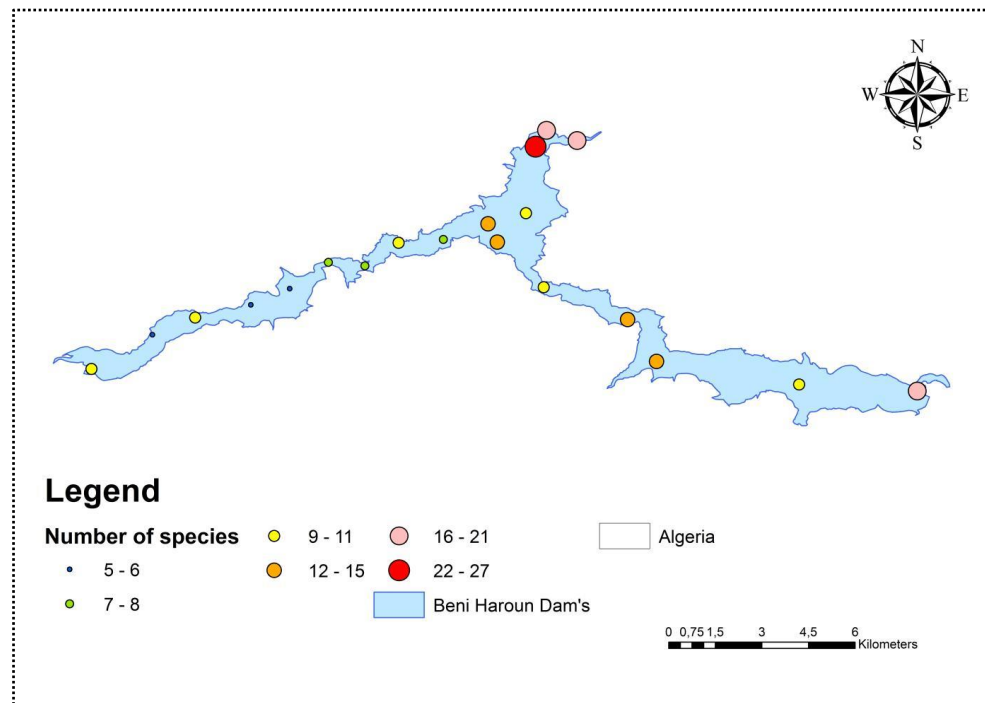 N
W E
S
Legend
Number of species
5 - 6
7 - 8
9 - 11
12 - 15
16 - 21
22 - 27
Beni Haroun Dam's
Algeria
0 0,75 1,5 3 4,5 6
Kilometers